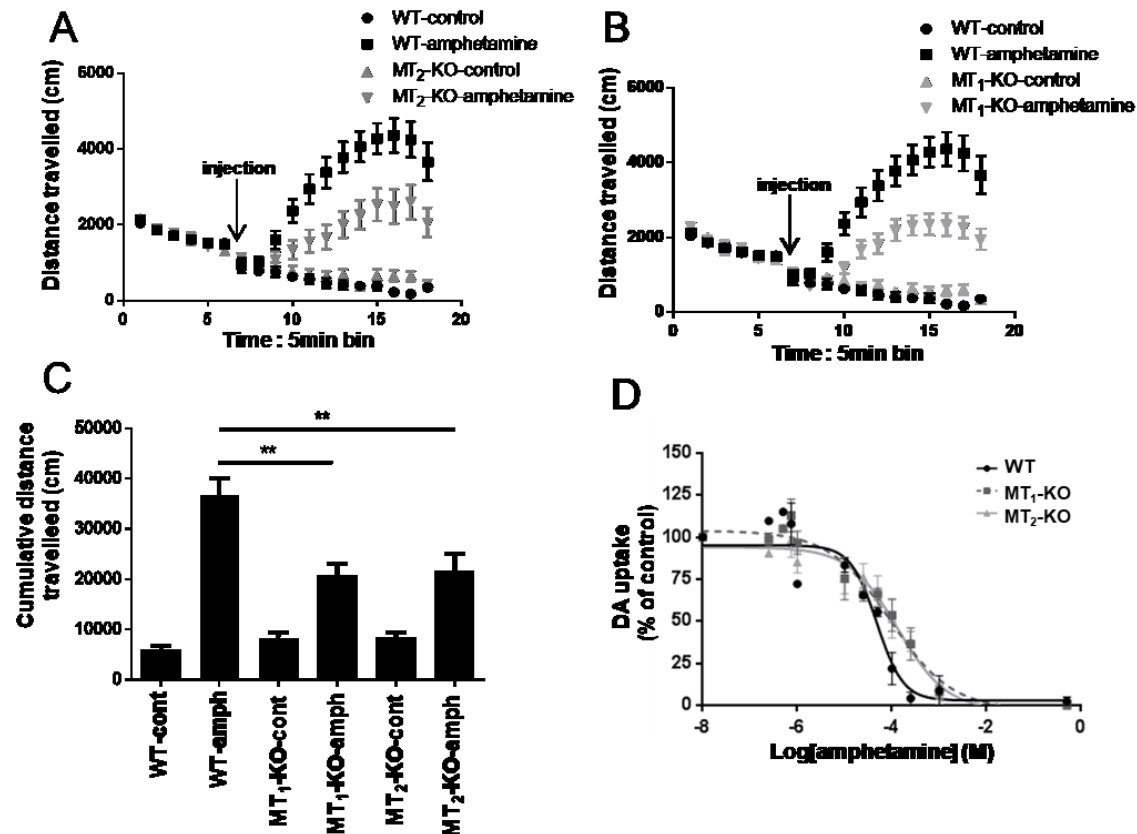 A
WT-control
WT-amphetamine
MT2-KO-control
MT2-KO-amphetamine
Distance travelled (cm)
6000
4000
2000
0
injection
0 5 10 15 20
Time : 5min bin
B
WT-control
WT-amphetamine
MT1-KO-control
MT1-KO-amphetamine
Distance travelled (cm)
6000
4000
2000
0
injection
0 5 10 15 20
Time : 5min bin
C
Cumulative distance
travelleed (cm)
50000
40000
30000
20000
10000
0
**
**
WT-cont
WT-amph
MT1-KO-cont
MT1-KO-amph
MT2-KO-cont
MT2-KO-amph
D
WT
MT1-KO
MT2-KO
DA uptake
(% of control)
150
125
100
75
50
25
0
-8 -6 -4 -2 0
Log[amphetamine] (M)